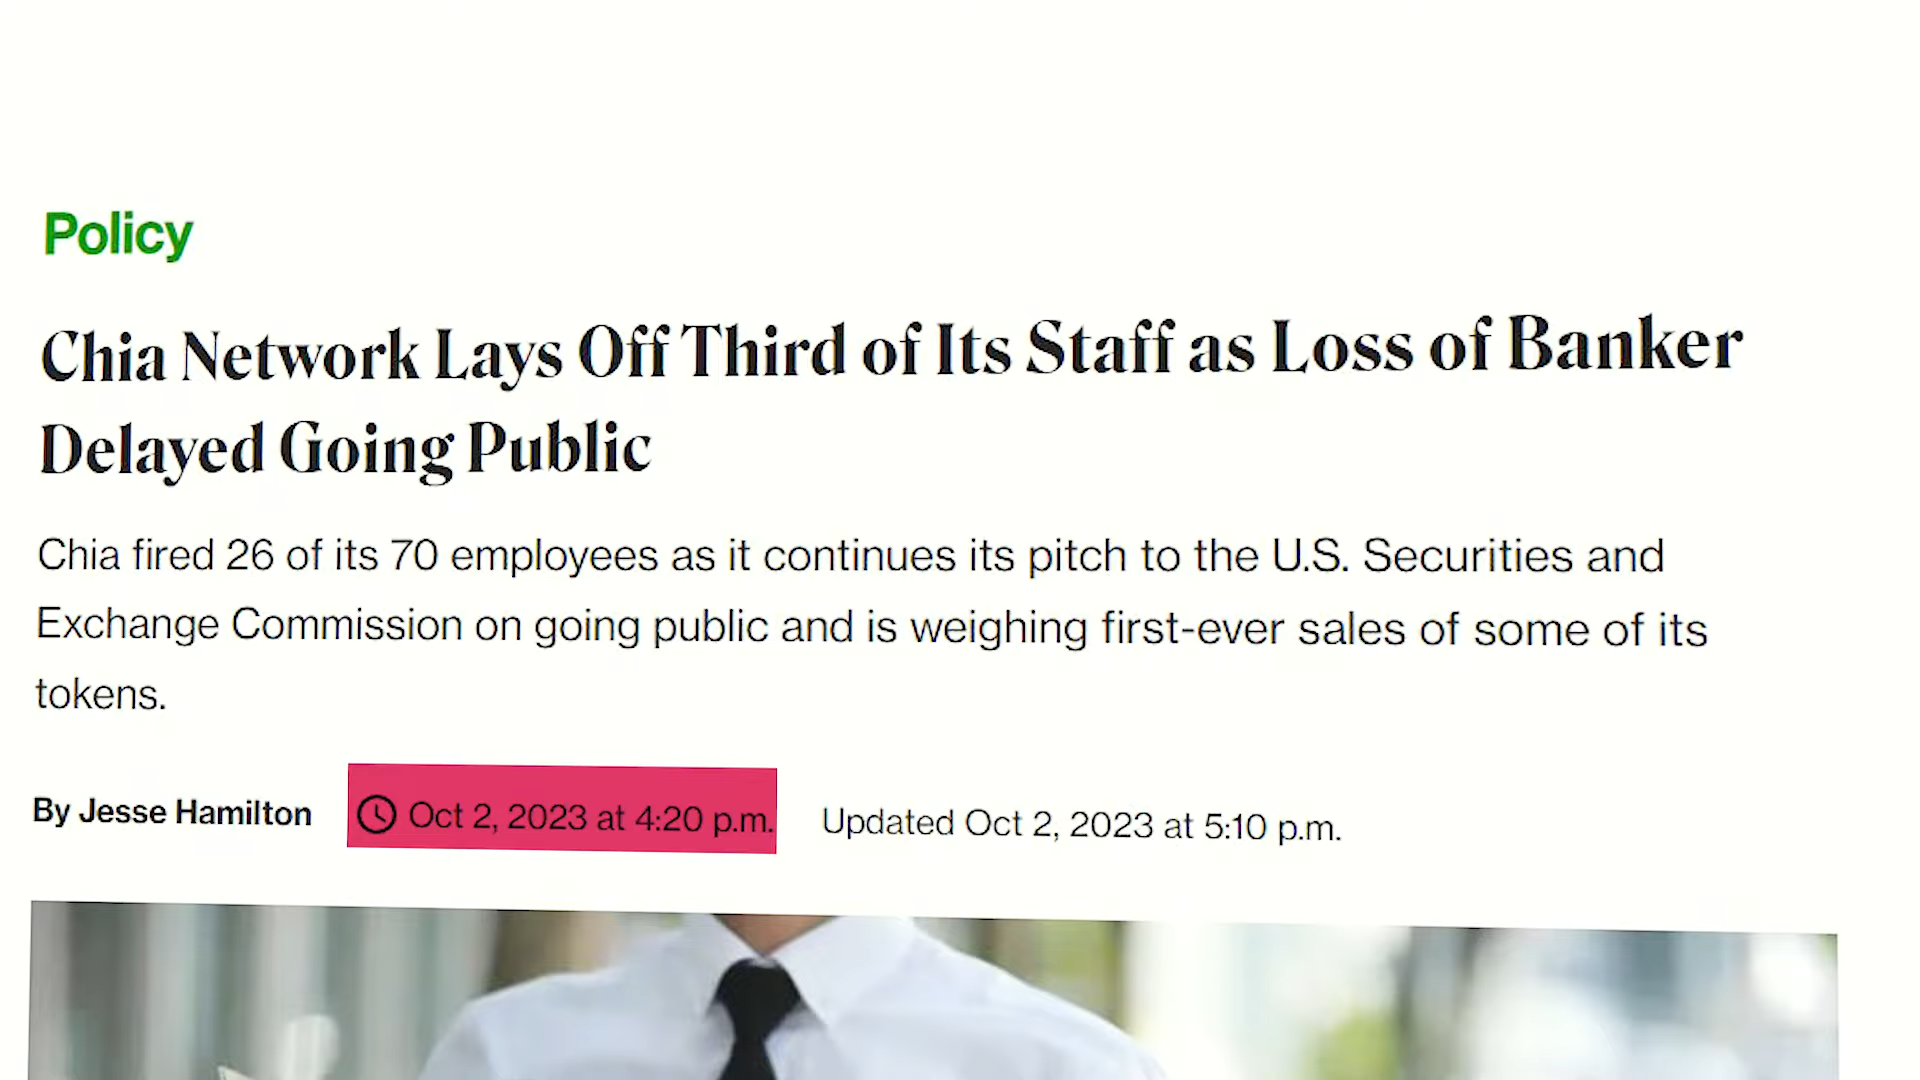 Policy
Chia Network Lays Off Third of Its Staff as Loss of Banker
Delayed Going Public
Chia fired 26 of its 70 employees as it continues its pitch to the U.S. Securities and
Exchange Commission on going public and is weighing first-ever sales of some of its
tokens.
By Jesse Hamilton Oct 2, 2023 at 4:20 p.m. Updated Oct 2, 2023 at 5:10 p.m.